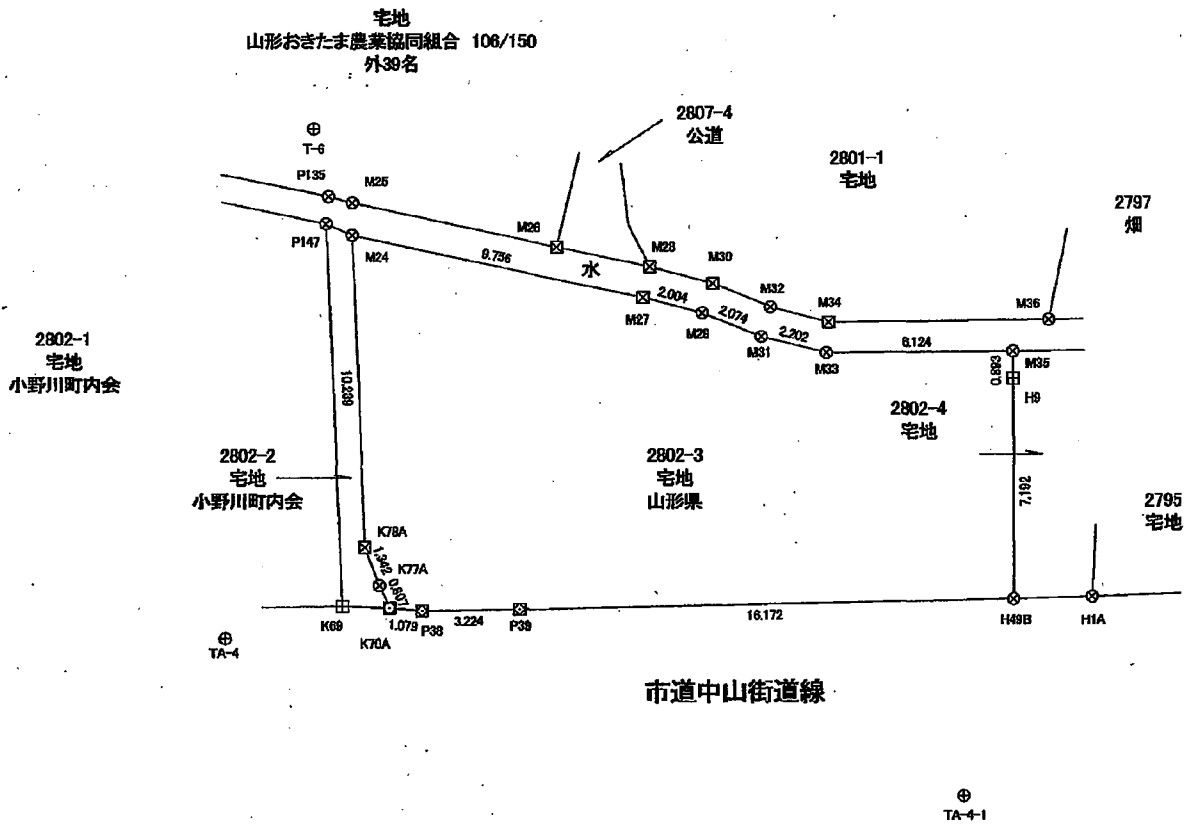 宅地
山形おきたま農業協同組合 106/150
外39名
2807-4
公道
T-6
2801-1
宅地
P135
M25
2797
畑
P147
M24
M26
M28
M30
9.756
水
M32
M34
M36
2.004
M27
M29
2.074
M31
2.202
M33
6.124
M35
0.893
H9
2802-1
宅地
小野川町内会
10.239
2802-4
宅地
2802-2
宅地
小野川町内会
2802-3
宅地
山形県
7.192
2795
宅地
K78A
1.342
K77A
0.807
K69
K70A
1.079
P38
3.224
P39
16.172
H49B
H1A
TA-4
市道中山街道線
TA-4-1